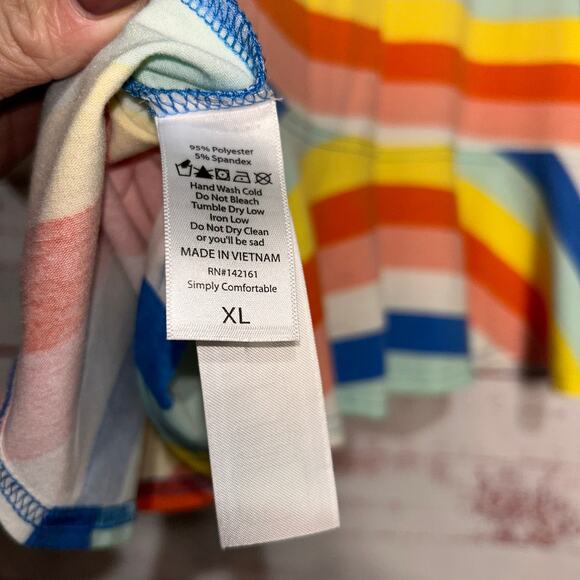 95% Polyester
5% Spandex
Hand Wash Cold
Do Not Bleach
Tumble Dry Low
Iron Low
Do Not Dry Clean
or you'll be sad
MADE IN VIETNAM
RN#142161
Simply Comfortable
XL